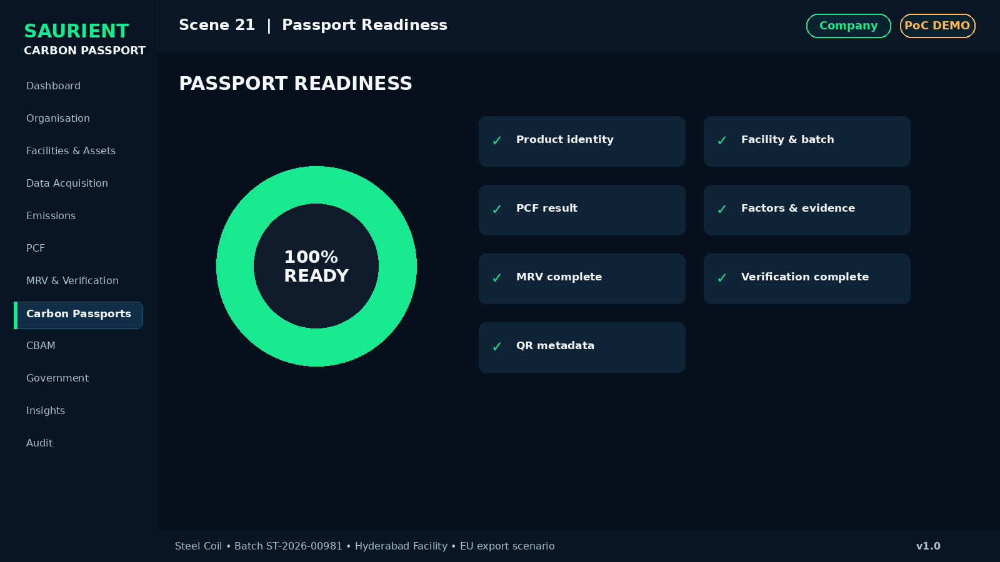 SAURIENT
CARBON PASSPORT
Dashboard
Organisation
Facilities & Assets
Data Acquisition
Emissions
PCF
MRV & Verification
Carbon Passports
CBAM
Government
Insights
Audit
Scene 21 | Passport Readiness
Company
PoC DEMO
PASSPORT READINESS
100%
READY
✓ Product identity
✓ Facility & batch
✓ PCF result
✓ Factors & evidence
✓ MRV complete
✓ Verification complete
✓ QR metadata
Steel Coil • Batch ST-2026-00981 • Hyderabad Facility • EU export scenario
v1.0